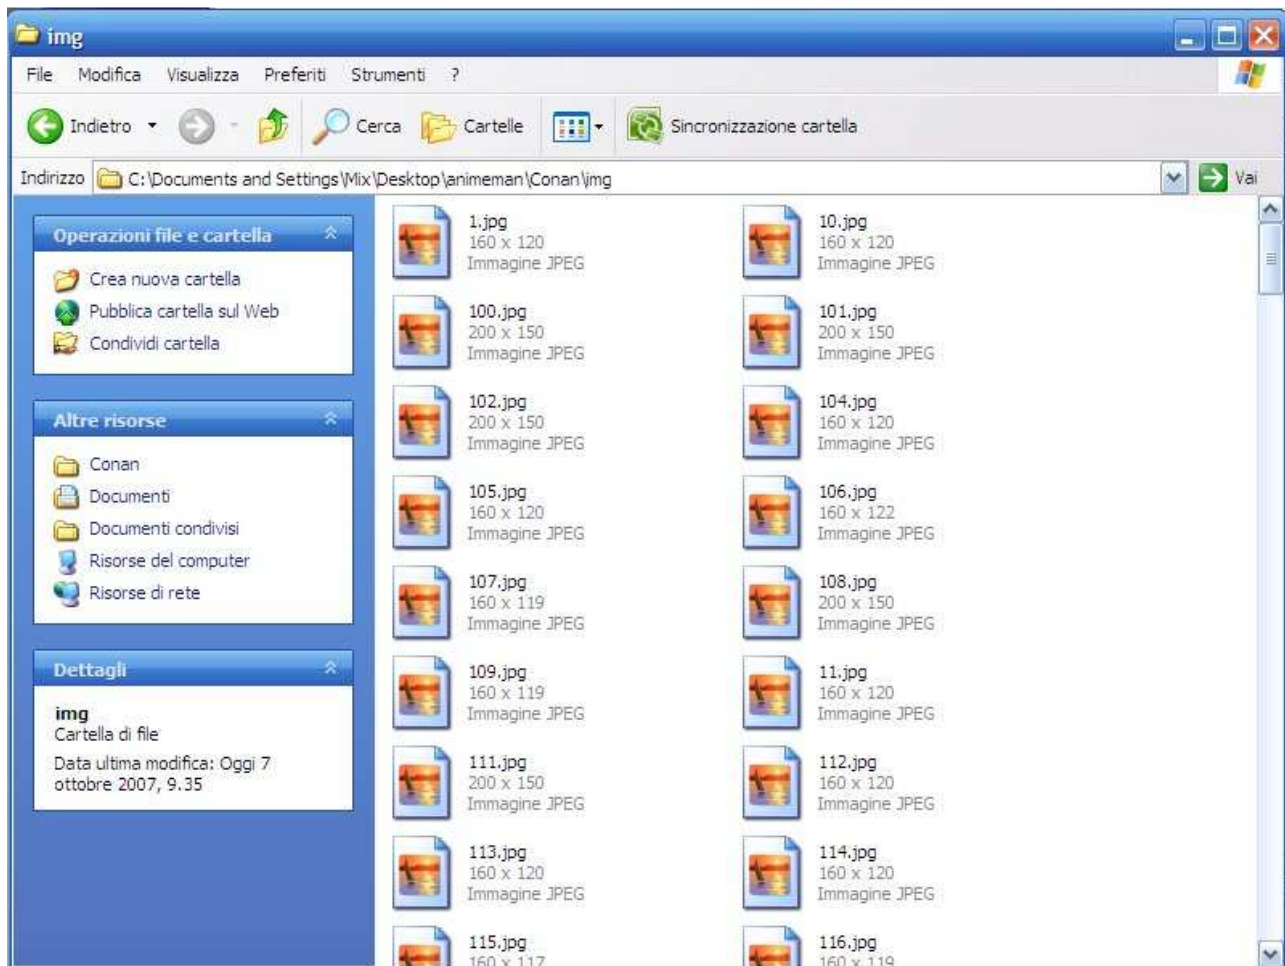 img
File Modifica Visualizza Preferiti Strumenti ?
Indietro Cerca Cartelle Sincronizzazione cartella
Indirizzo C:\Documents and Settings\Mix\Desktop\animeman\Conan\img Vai
Operazioni file e cartella
Crea nuova cartella
Pubblica cartella sul Web
Condividi cartella
Altre risorse
Conan
Documenti
Documenti condivisi
Risorse del computer
Risorse di rete
Dettagli
img
Cartella di file
Data ultima modifica: Oggi 7
ottobre 2007, 9.35
1.jpg
160 x 120
Immagine JPEG
10.jpg
160 x 120
Immagine JPEG
100.jpg
200 x 150
Immagine JPEG
101.jpg
200 x 150
Immagine JPEG
102.jpg
200 x 150
Immagine JPEG
104.jpg
160 x 120
Immagine JPEG
105.jpg
160 x 120
Immagine JPEG
106.jpg
160 x 122
Immagine JPEG
107.jpg
160 x 119
Immagine JPEG
108.jpg
200 x 150
Immagine JPEG
109.jpg
160 x 119
Immagine JPEG
11.jpg
160 x 120
Immagine JPEG
111.jpg
200 x 150
Immagine JPEG
112.jpg
160 x 120
Immagine JPEG
113.jpg
160 x 120
Immagine JPEG
114.jpg
160 x 120
Immagine JPEG
115.jpg
160 x 117
116.jpg
160 x 119